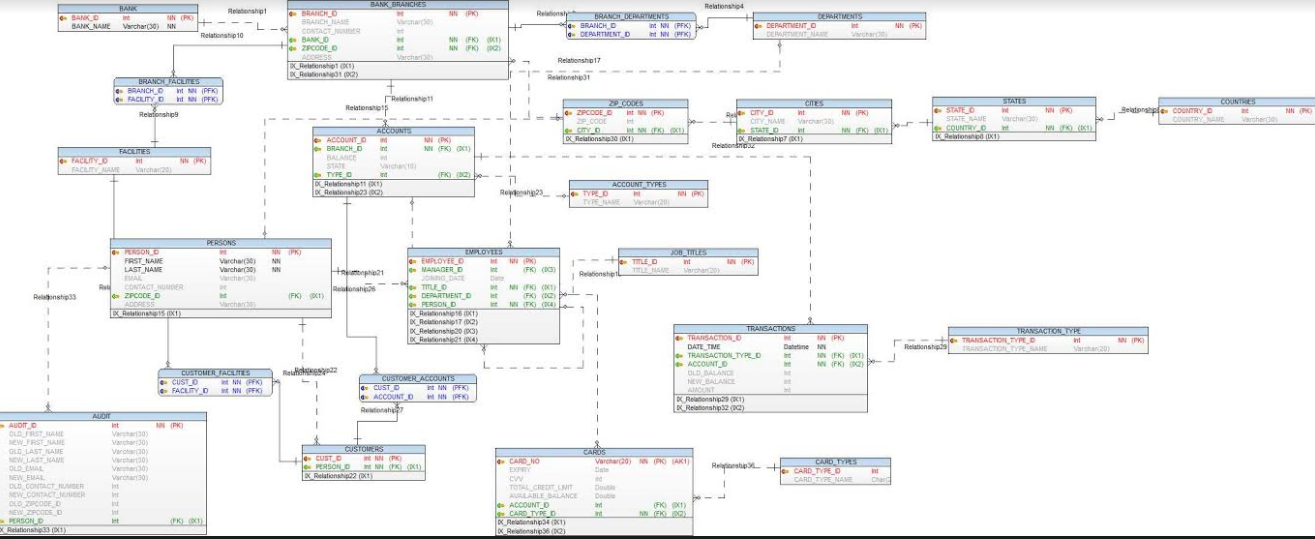 BANK
BANK_ID Int NN (PK)
BANK_NAME Varchar(30) NN
Relationship1
Relationship10
BANK_BRANCHES
BRANCH_ID Int NN (PK)
BRANCH_NAME Varchar(30)
CONTACT_NUMBER Int
BANK_ID Int NN (FK) (IX1)
ZIPCODE_ID Int NN (FK) (IX2)
ADDRESS Varchar(30)
IX_Relationship1 (IX1)
IX_Relationship31 (IX2)
BRANCH_DEPARTMENTS
BRANCH_ID Int NN (PFK)
DEPARTMENT_ID Int NN (PFK)
Relationship4
DEPARTMENTS
DEPARTMENT_ID Int NN (PK)
DEPARTMENT_NAME Varchar(30)
Relationship17
Relationship31
BRANCH_FACILITIES
BRANCH_ID Int NN (PFK)
FACILITY_ID Int NN (PFK)
Relationship9
Relationship11
Relationship15
FACILITIES
FACILITY_ID Int NN (PK)
FACILITY_NAME Varchar(20)
ACCOUNTS
ACCOUNT_ID Int NN (PK)
BRANCH_ID Int NN (FK) (IX1)
BALANCE Int
STATE Varchar(10)
TYPE_ID Int (FK) (IX2)
IX_Relationship11 (IX1)
IX_Relationship23 (IX2)
ZIP_CODES
ZIPCODE_ID Int NN (PK)
ZIP_CODE Int
CITY_ID Int NN (FK) (IX1)
IX_Relationship30 (IX1)
CITIES
CITY_ID Int NN (PK)
CITY_NAME Varchar(30)
STATE_ID Int NN (FK) (IX1)
IX_Relationship7 (IX1)
Relationship32
STATES
STATE_ID Int NN (PK)
STATE_NAME Varchar(30)
COUNTRY_ID Int NN (FK) (IX1)
IX_Relationship8 (IX1)
COUNTRIES
COUNTRY_ID Int NN (PK)
COUNTRY_NAME Varchar(30)
Relationship23
ACCOUNT_TYPES
TYPE_ID Int NN (PK)
TYPE_NAME Varchar(20)
PERSONS
PERSON_ID Int NN (PK)
FIRST_NAME Varchar(30) NN
LAST_NAME Varchar(30) NN
EMAIL Varchar(30)
CONTACT_NUMBER Int
ZIPCODE_ID Int (FK) (IX1)
ADDRESS Varchar(30)
IX_Relationship15 (IX1)
Relationship33
Relationship21
Relationship26
EMPLOYEES
EMPLOYEE_ID Int NN (PK)
MANAGER_ID Int (FK) (IX3)
JOINING_DATE Date
TITLE_ID Int NN (FK) (IX1)
DEPARTMENT_ID Int NN (FK) (IX2)
PERSON_ID Int NN (FK) (IX4)
IX_Relationship16 (IX1)
IX_Relationship17 (IX2)
IX_Relationship20 (IX3)
IX_Relationship21 (IX4)
JOB_TITLES
TITLE_ID Int NN (PK)
TITLE_NAME Varchar(20)
TRANSACTIONS
TRANSACTION_ID Int NN (PK)
DATE_TIME Datetime NN
TRANSACTION_TYPE_ID Int NN (FK) (IX1)
ACCOUNT_ID Int NN (FK) (IX2)
OLD_BALANCE Int
NEW_BALANCE Int
AMOUNT Int
IX_Relationship29 (IX1)
IX_Relationship32 (IX2)
Relationship29
TRANSACTION_TYPE
TRANSACTION_TYPE_ID Int NN (PK)
TRANSACTION_TYPE_NAME Varchar(20)
CUSTOMER_FACILITIES
CUST_ID Int NN (PFK)
FACILITY_ID Int NN (PFK)
Relationship22
CUSTOMER_ACCOUNTS
CUST_ID Int NN (PFK)
ACCOUNT_ID Int NN (PFK)
Relationship27
AUDIT
AUDIT_ID Int NN (PK)
OLD_FIRST_NAME Varchar(30)
NEW_FIRST_NAME Varchar(30)
OLD_LAST_NAME Varchar(30)
NEW_LAST_NAME Varchar(30)
OLD_EMAIL Varchar(30)
NEW_EMAIL Varchar(30)
OLD_CONTACT_NUMBER Int
NEW_CONTACT_NUMBER Int
OLD_ZIPCODE_ID Int
NEW_ZIPCODE_ID Int
PERSON_ID Int (FK) (IX1)
IX_Relationship33 (IX1)
CUSTOMERS
CUST_ID Int NN (PK)
PERSON_ID Int NN (FK) (IX1)
IX_Relationship22 (IX1)
CARDS
CARD_NO Varchar(20) NN (PK) (AK1)
EXPIRY Date
CVV Int
TOTAL_CREDIT_LIMIT Double
AVAILABLE_BALANCE Double
ACCOUNT_ID Int (FK) (IX1)
CARD_TYPE_ID Int NN (FK) (IX2)
IX_Relationship34 (IX1)
IX_Relationship36 (IX2)
Relationship36
CARD_TYPES
CARD_TYPE_ID Int
CARD_TYPE_NAME